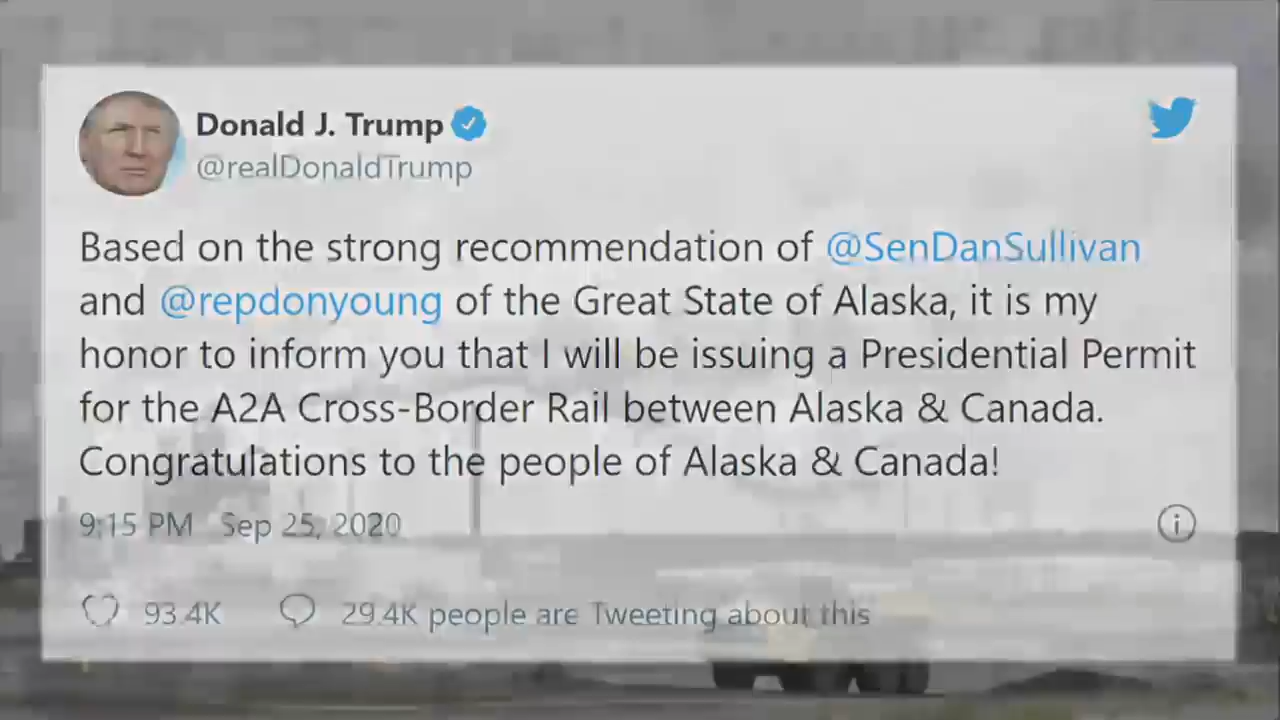 Donald J. Trump
@realDonaldTrump
Based on the strong recommendation of @SenDanSullivan
and @repdonyoung of the Great State of Alaska, it is my
honor to inform you that I will be issuing a Presidential Permit
for the A2A Cross-Border Rail between Alaska & Canada.
Congratulations to the people of Alaska & Canada!
9:15 PM Sep 25, 2020
93.4K 29.4K people are Tweeting about this